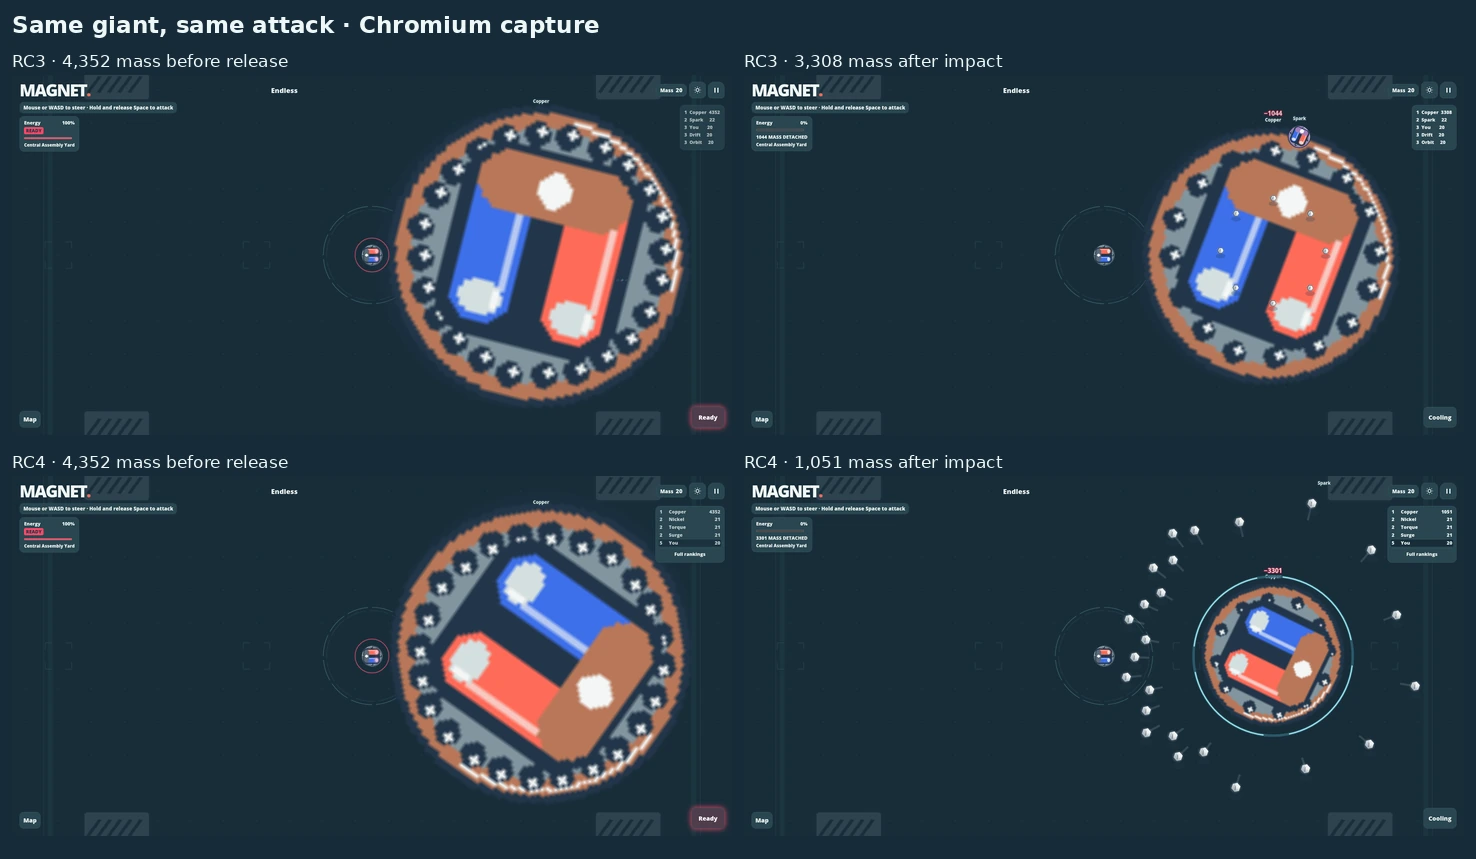 Same giant, same attack · Chromium capture
RC3 · 4,352 mass before release
MAGNET.
Endless
Mass 20
Mouse or WASD to steer · Hold and release Space to attack
Copper
Energy 100%
READY
Central Assembly Yard
1 Copper 4352
2 Spark 22
3 You 20
3 Drift 20
3 Orbit 20
Map
Ready
RC3 · 3,308 mass after impact
MAGNET.
Endless
Mass 20
Mouse or WASD to steer · Hold and release Space to attack
−1044
Copper
Spark
Energy 0%
1044 MASS DETACHED
Central Assembly Yard
1 Copper 3308
2 Spark 22
3 You 20
3 Drift 20
3 Orbit 20
Map
Cooling
RC4 · 4,352 mass before release
MAGNET.
Endless
Mass 20
Mouse or WASD to steer · Hold and release Space to attack
Copper
Energy 100%
READY
Central Assembly Yard
1 Copper 4352
2 Nickel 21
2 Torque 21
2 Surge 21
5 You 20
Full rankings
Map
Ready
RC4 · 1,051 mass after impact
Spark
MAGNET.
Endless
Mass 20
Mouse or WASD to steer · Hold and release Space to attack
Energy 0%
3301 MASS DETACHED
Central Assembly Yard
1 Copper 1051
2 Nickel 21
2 Torque 21
2 Surge 21
5 You 20
Full rankings
−3301
Map
Cooling